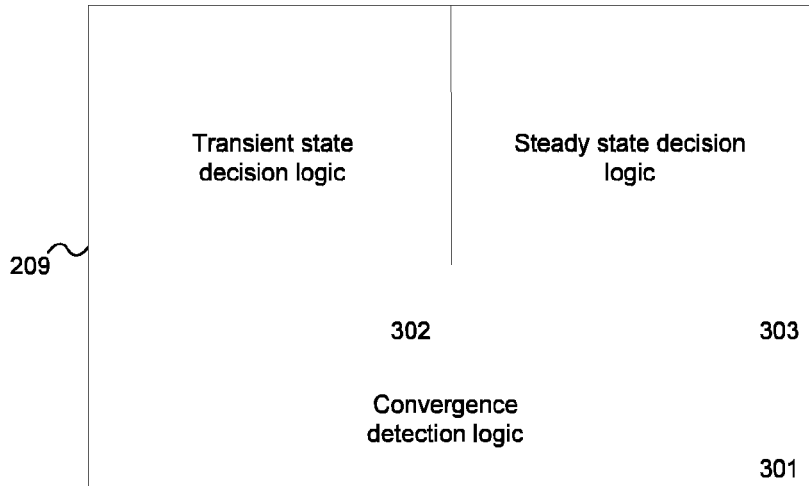 Transient state
decision logic
Steady state decision
logic
209
302
303
Convergence
detection logic
301